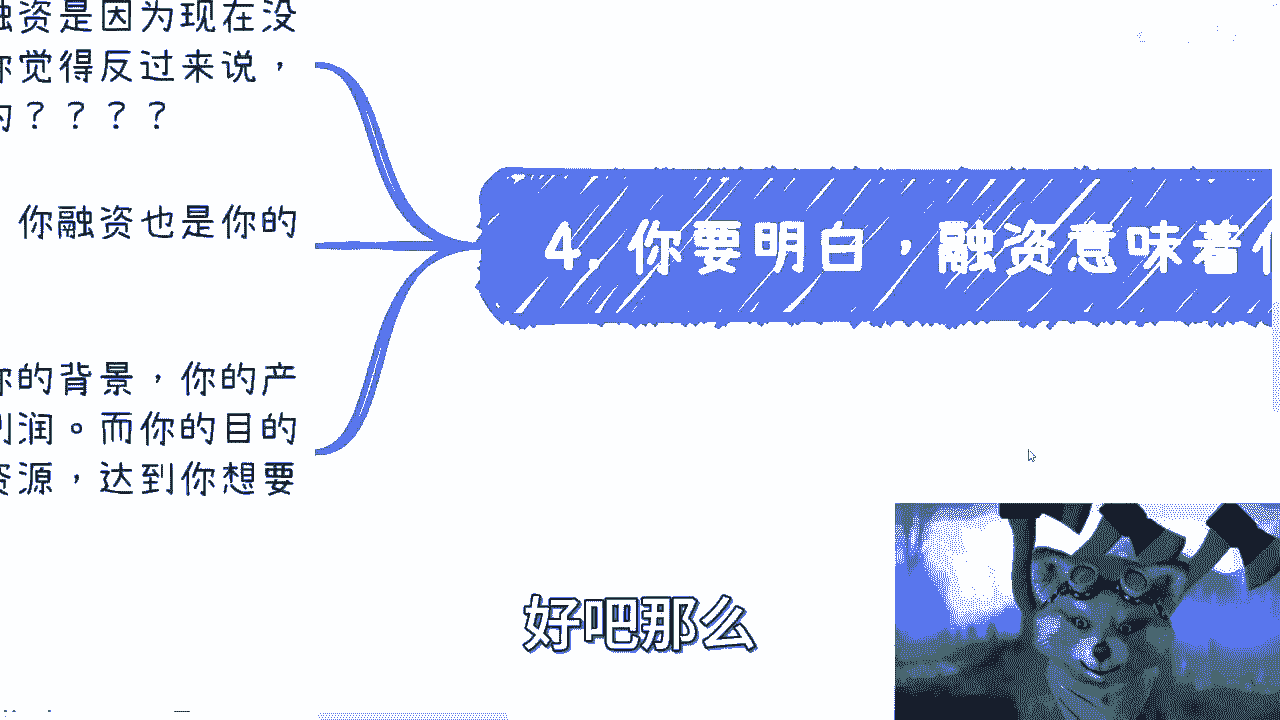 融资是因为现在没
你觉得反过来说，
的？？？？
你融资也是你的
你的背景，你的产
利润。而你的目的
资源，达到你想要
4. 你要明白，融资意味着
好吧那么